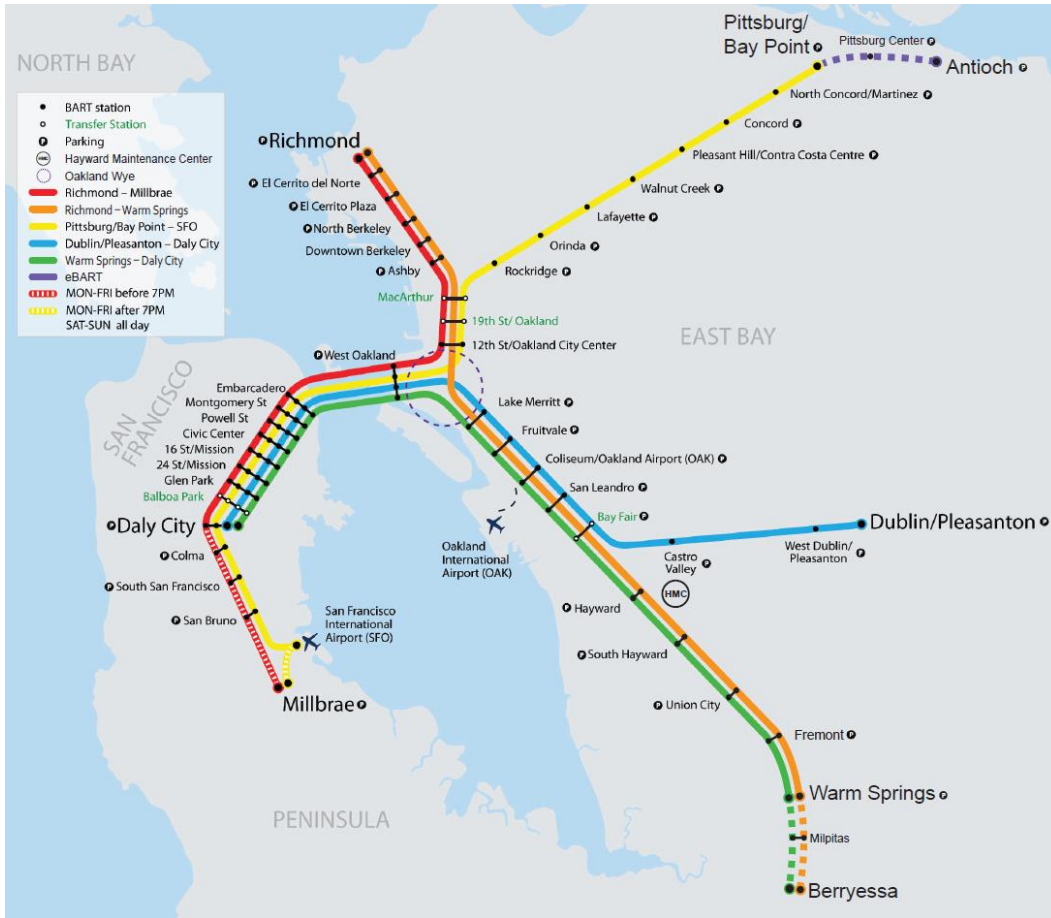 NORTH BAY
BART station
Transfer Station
P
Parking
HMC
Hayward Maintenance Center
Oakland Wye
Richmond – Millbrae
Richmond – Warm Springs
Pittsburg/Bay Point – SFO
Dublin/Pleasanton – Daly City
Warm Springs – Daly City
eBART
MON-FRI before 7PM
MON-FRI after 7PM
SAT-SUN all day
Pittsburg/
Bay Point P
Pittsburg Center P
Antioch P
North Concord/Martinez P
Concord P
Pleasant Hill/Contra Costa Centre P
Walnut Creek P
Lafayette P
Orinda P
Rockridge P
P Richmond
P El Cerrito del Norte
P El Cerrito Plaza
P North Berkeley
Downtown Berkeley
P Ashby
MacArthur
19th St/ Oakland
12th St/Oakland City Center
EAST BAY
P West Oakland
SAN
FRANCISCO
Embarcadero
Montgomery St
Powell St
Civic Center
16 St/Mission
24 St/Mission
Glen Park
Balboa Park
P Daly City
P Colma
P South San Francisco
P San Bruno
San Francisco
International
Airport (SFO)
Millbrae P
Lake Merritt P
Fruitvale P
Coliseum/Oakland Airport (OAK) P
San Leandro P
Bay Fair P
Oakland
International
Airport (OAK)
Castro
Valley P
West Dublin/
Pleasanton P
Dublin/Pleasanton P
HMC
P Hayward
P South Hayward
P Union City
Fremont P
Warm Springs P
Milpitas
Berryessa
PENINSULA